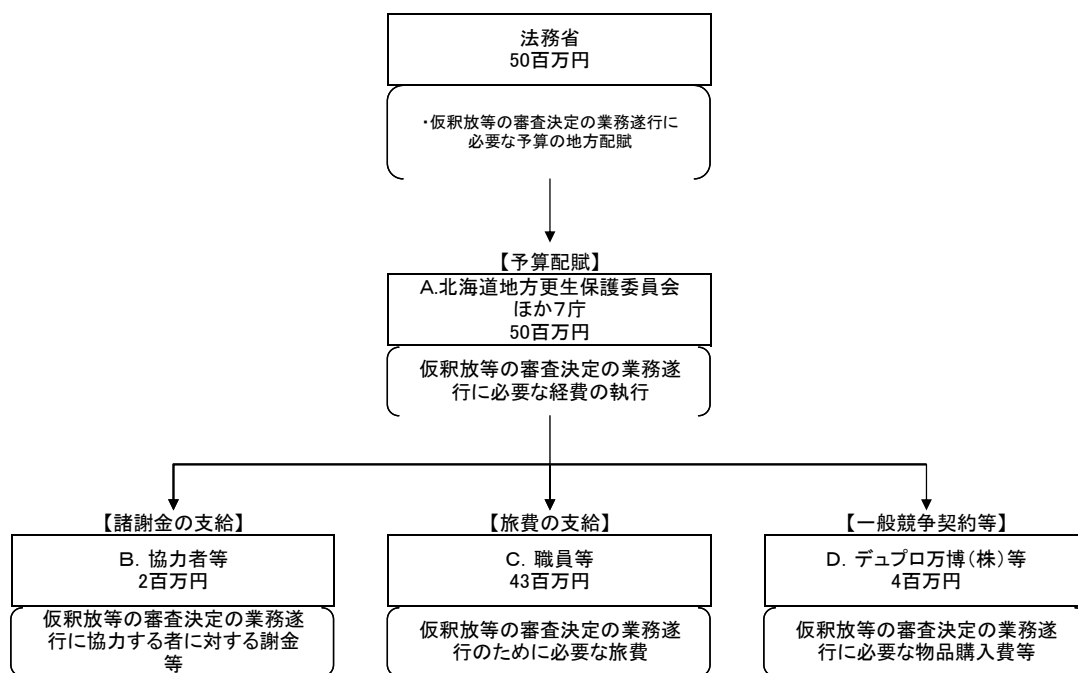 法務省
50百万円
・仮釈放等の審査決定の業務遂行に
必要な予算の地方配賦
【予算配賦】
A.北海道地方更生保護委員会
ほか7庁
50百万円
仮釈放等の審査決定の業務遂
行に必要な経費の執行
【諸謝金の支給】
B. 協力者等
2百万円
仮釈放等の審査決定の業務遂
行に協力する者に対する謝金
等
【旅費の支給】
C. 職員等
43百万円
仮釈放等の審査決定の業務遂
行のために必要な旅費
【一般競争契約等】
D. デュプロ万博(株)等
4百万円
仮釈放等の審査決定の業務遂
行に必要な物品購入費等